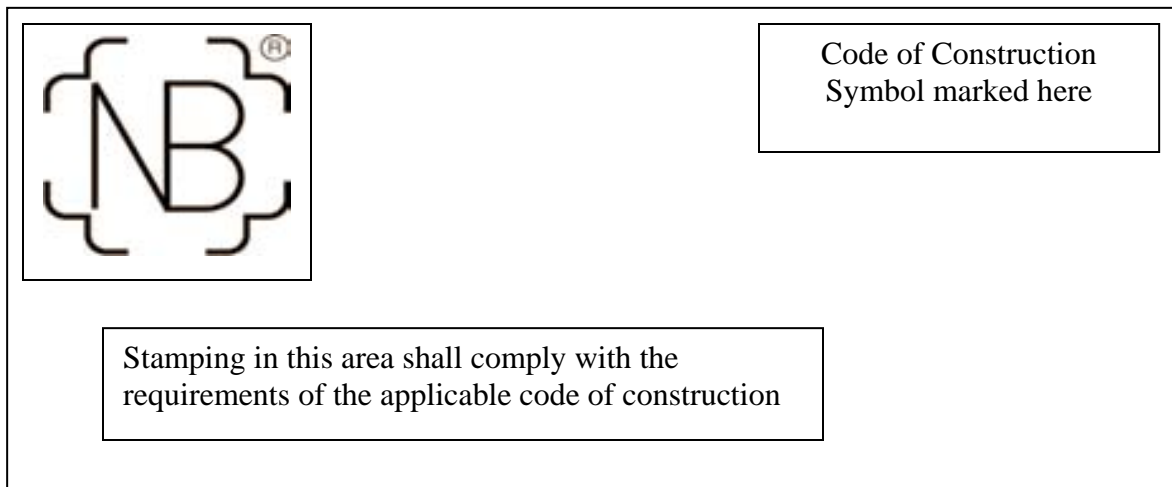 NB
®
Code of Construction
Symbol marked here
Stamping in this area shall comply with the
requirements of the applicable code of construction